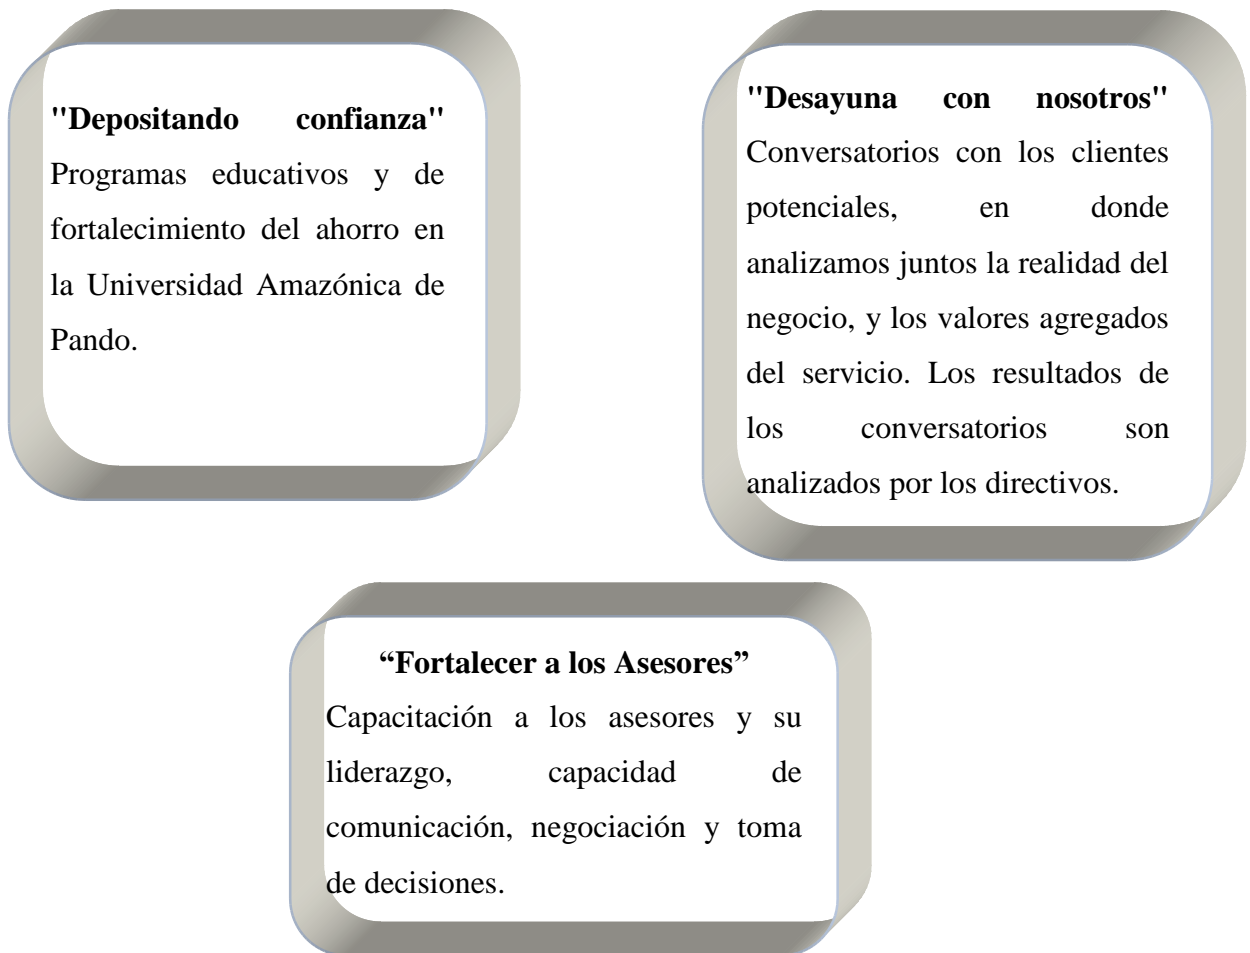 "Depositando confianza"
Programas educativos y de
fortalecimiento del ahorro en
la Universidad Amazónica de
Pando.
"Desayuna con nosotros"
Conversatorios con los clientes
potenciales, en donde
analizamos juntos la realidad del
negocio, y los valores agregados
del servicio. Los resultados de
los conversatorios son
analizados por los directivos.
“Fortalecer a los Asesores”
Capacitación a los asesores y su
liderazgo, capacidad de
comunicación, negociación y toma
de decisiones.